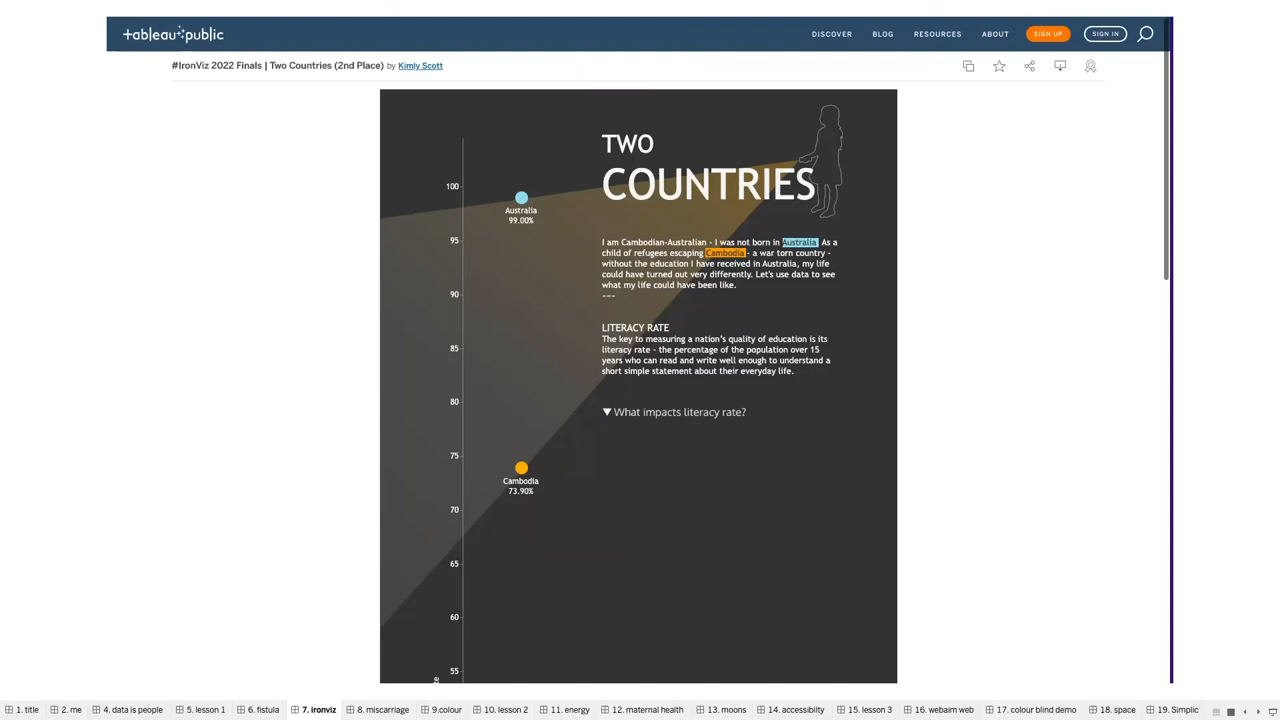 +ableau public
DISCOVER
BLOG
RESOURCES
ABOUT
SIGN UP
SIGN IN
#IronViz 2022 Finals | Two Countries (2nd Place) by Kimly Scott
TWO
COUNTRIES
100
Australia
99.00%
95
90
85
80
75
Cambodia
73.90%
70
65
60
55
I am Cambodian-Australian - I was not born in Australia. As a
child of refugees escaping Cambodia - a war torn country -
without the education I have received in Australia, my life
could have turned out very differently. Let's use data to see
what my life could have been like.
---
LITERACY RATE
The key to measuring a nation's quality of education is its
literacy rate - the percentage of the population over 15
years who can read and write well enough to understand a
short simple statement about their everyday life.
▼ What impacts literacy rate?
1. title
2. me
4. data is people
5. lesson 1
6. fistula
7. ironviz
8. miscarriage
9.colour
10. lesson 2
11. energy
12. maternal health
13. moons
14. accessibilty
15. lesson 3
16. webaim web
17. colour blind demo
18. space
19. Simplic